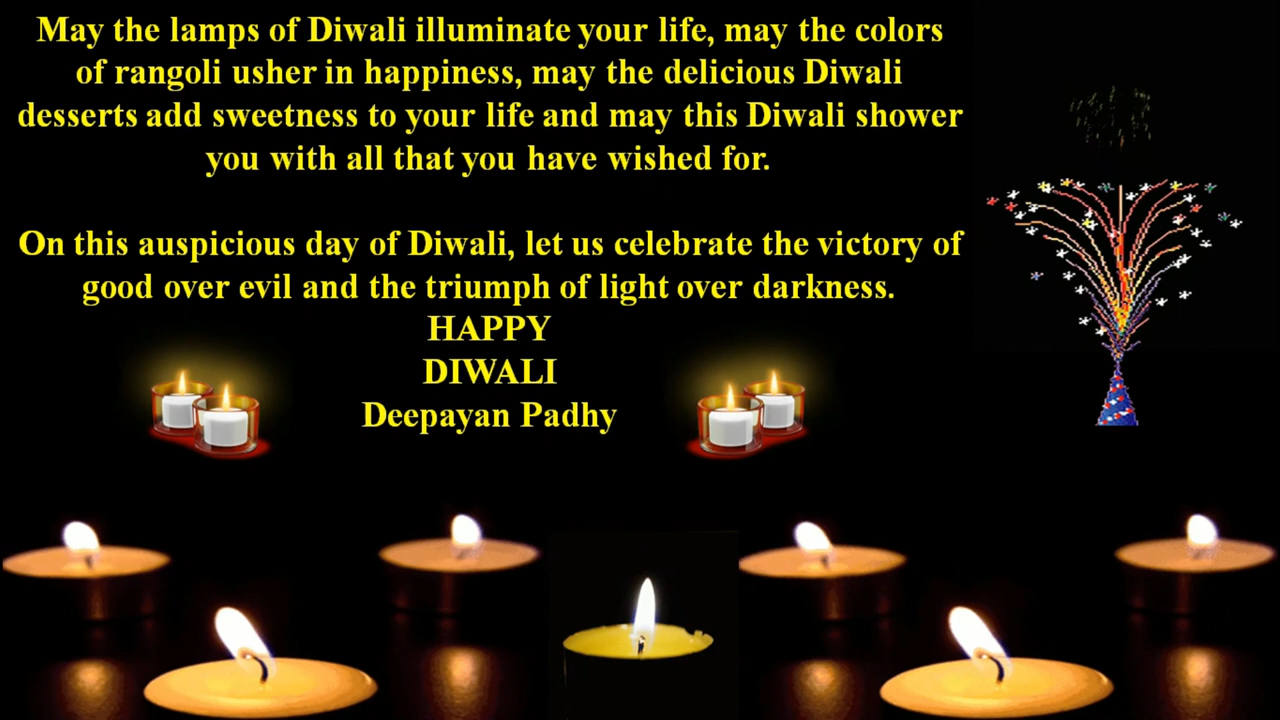 May the lamps of Diwali illuminate your life, may the colors
of rangoli usher in happiness, may the delicious Diwali
desserts add sweetness to your life and may this Diwali shower
you with all that you have wished for.
On this auspicious day of Diwali, let us celebrate the victory of
good over evil and the triumph of light over darkness.
HAPPY
DIWALI
Deepayan Padhy